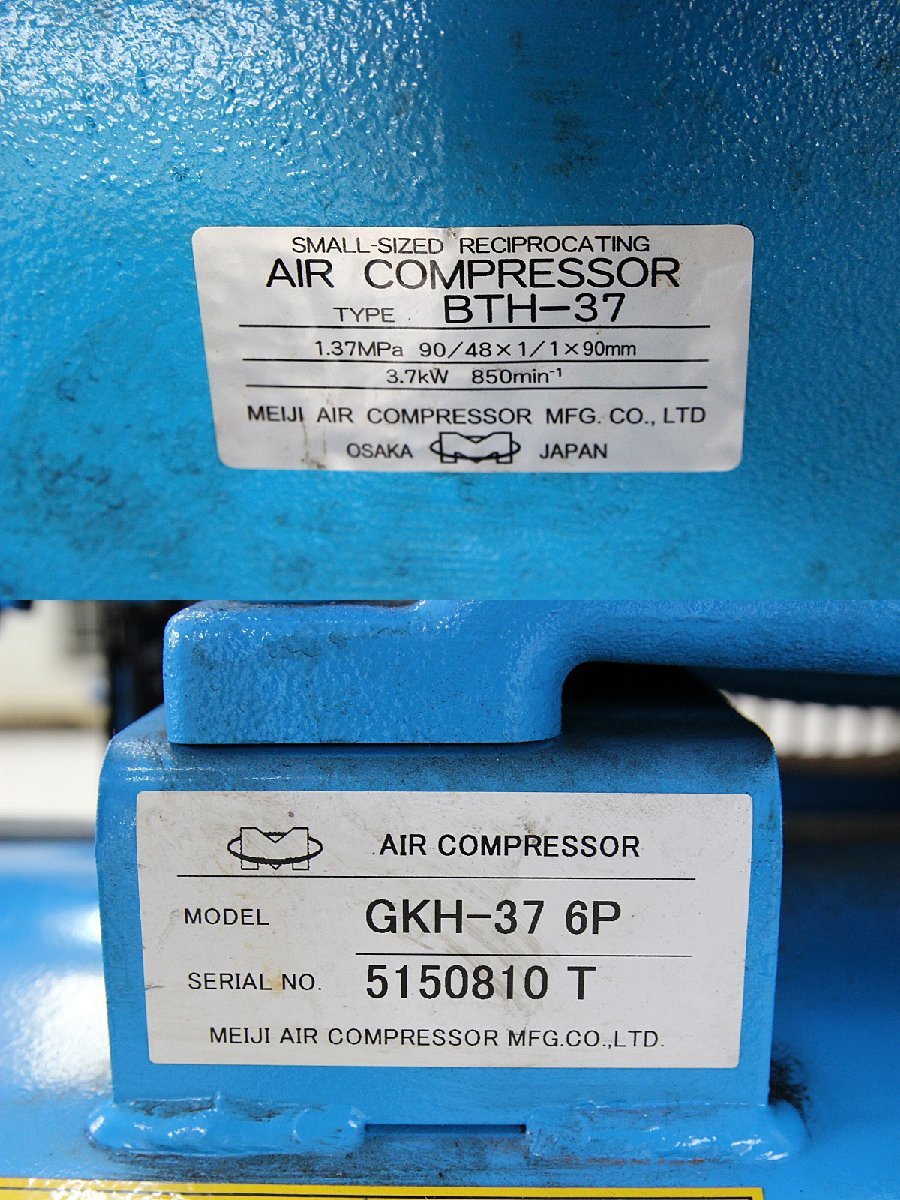 SMALL-SIZED RECIPROCATING
AIR COMPRESSOR
TYPE BTH-37
1.37MPa 90/48×1/1×90mm
3.7kW 850min⁻¹
MEIJI AIR COMPRESSOR MFG. CO., LTD
OSAKA JAPAN
AIR COMPRESSOR
MODEL GKH-37 6P
SERIAL NO. 5150810 T
MEIJI AIR COMPRESSOR MFG.CO.,LTD.